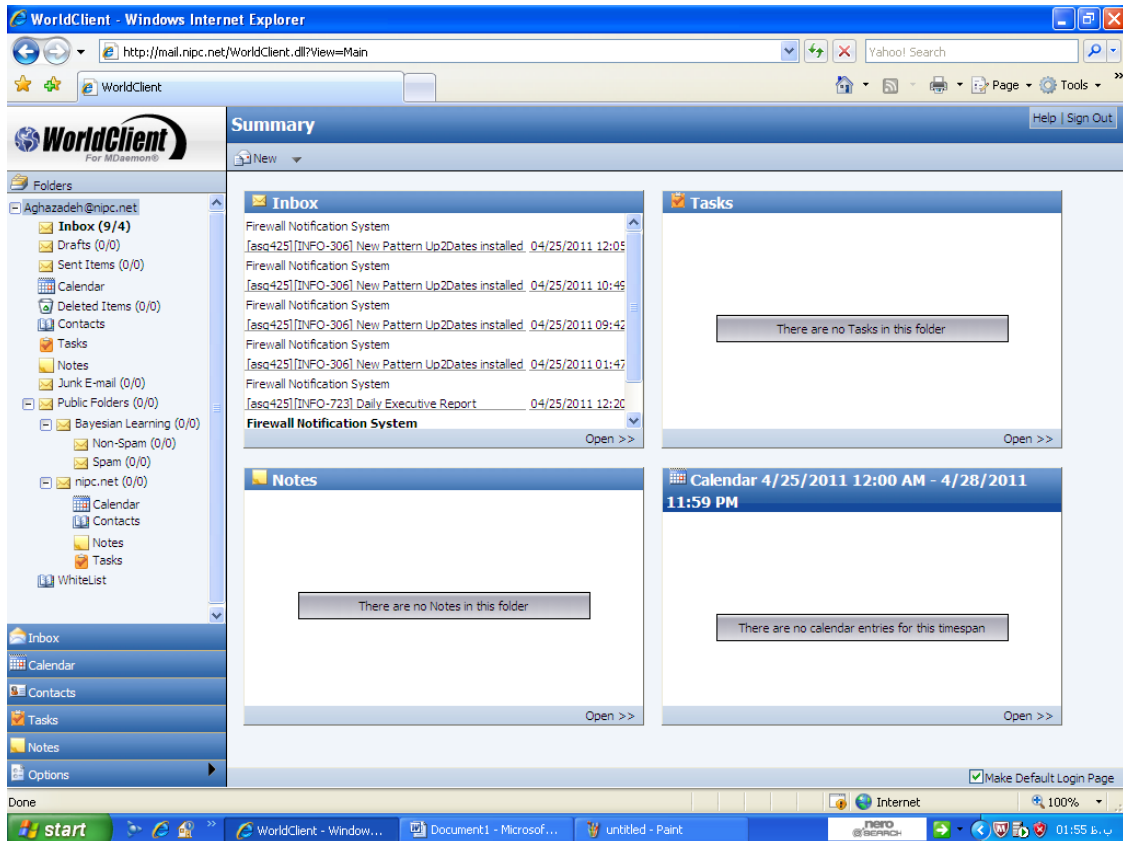 WorldClient - Windows Internet Explorer
http://mail.nipc.net/WorldClient.dll?View=Main
Yahoo! Search
WorldClient
Page
Tools
WorldClient
For MDaemon®
Summary
Help | Sign Out
New
Folders
Aghazadeh@nipc.net
Inbox (9/4)
Drafts (0/0)
Sent Items (0/0)
Calendar
Deleted Items (0/0)
Contacts
Tasks
Notes
Junk E-mail (0/0)
Public Folders (0/0)
Bayesian Learning (0/0)
Non-Spam (0/0)
Spam (0/0)
nipc.net (0/0)
Calendar
Contacts
Notes
Tasks
WhiteList
Inbox
Calendar
Contacts
Tasks
Notes
Options
Inbox
Firewall Notification System
[asg425][INFO-306] New Pattern Up2Dates installed 04/25/2011 12:05
Firewall Notification System
[asg425][INFO-306] New Pattern Up2Dates installed 04/25/2011 10:49
Firewall Notification System
[asg425][INFO-306] New Pattern Up2Dates installed 04/25/2011 09:42
Firewall Notification System
[asg425][INFO-306] New Pattern Up2Dates installed 04/25/2011 01:47
Firewall Notification System
[asg425][INFO-723] Daily Executive Report 04/25/2011 12:20
Firewall Notification System
Open >>
Tasks
There are no Tasks in this folder
Open >>
Notes
There are no Notes in this folder
Open >>
Calendar 4/25/2011 12:00 AM - 4/28/2011
11:59 PM
There are no calendar entries for this timespan
Open >>
Make Default Login Page
Done
Internet
100%
start
WorldClient - Window...
Document1 - Microsof...
untitled - Paint
nero
SEARCH
01:55 ب.ظ